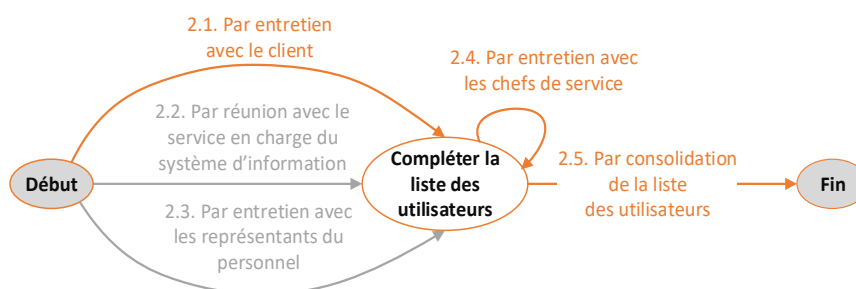 2.1. Par entretien
avec le client
2.4. Par entretien avec
les chefs de service
2.2. Par réunion avec le
service en charge du
système d’information
Début
Compléter la
liste des
utilisateurs
2.5. Par consolidation
de la liste
des utilisateurs
Fin
2.3. Par entretien avec
les représentants du
personnel